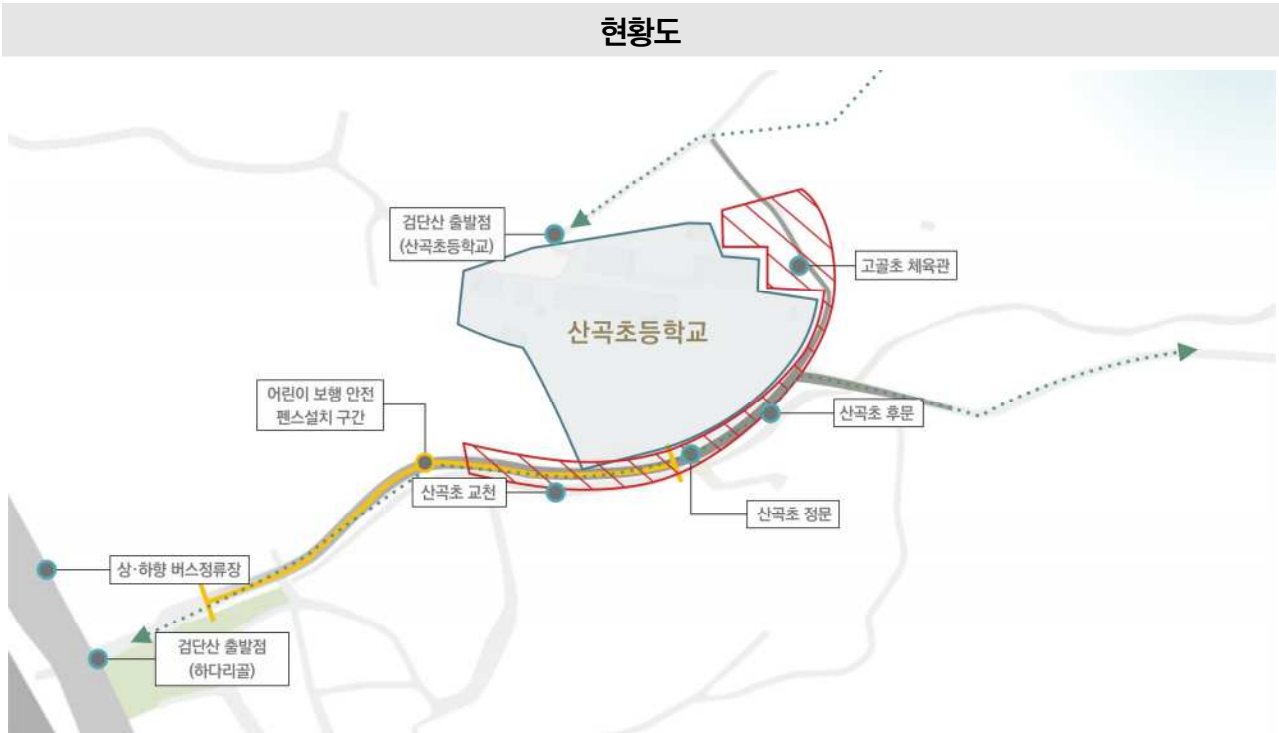 현황도
검단산 출발점
(산곡초등학교)
고골초 체육관
산곡초등학교
어린이 보행 안전
펜스설치 구간
산곡초 후문
산곡초 교천
산곡초 정문
상·하향 버스정류장
검단산 출발점
(하다리골)